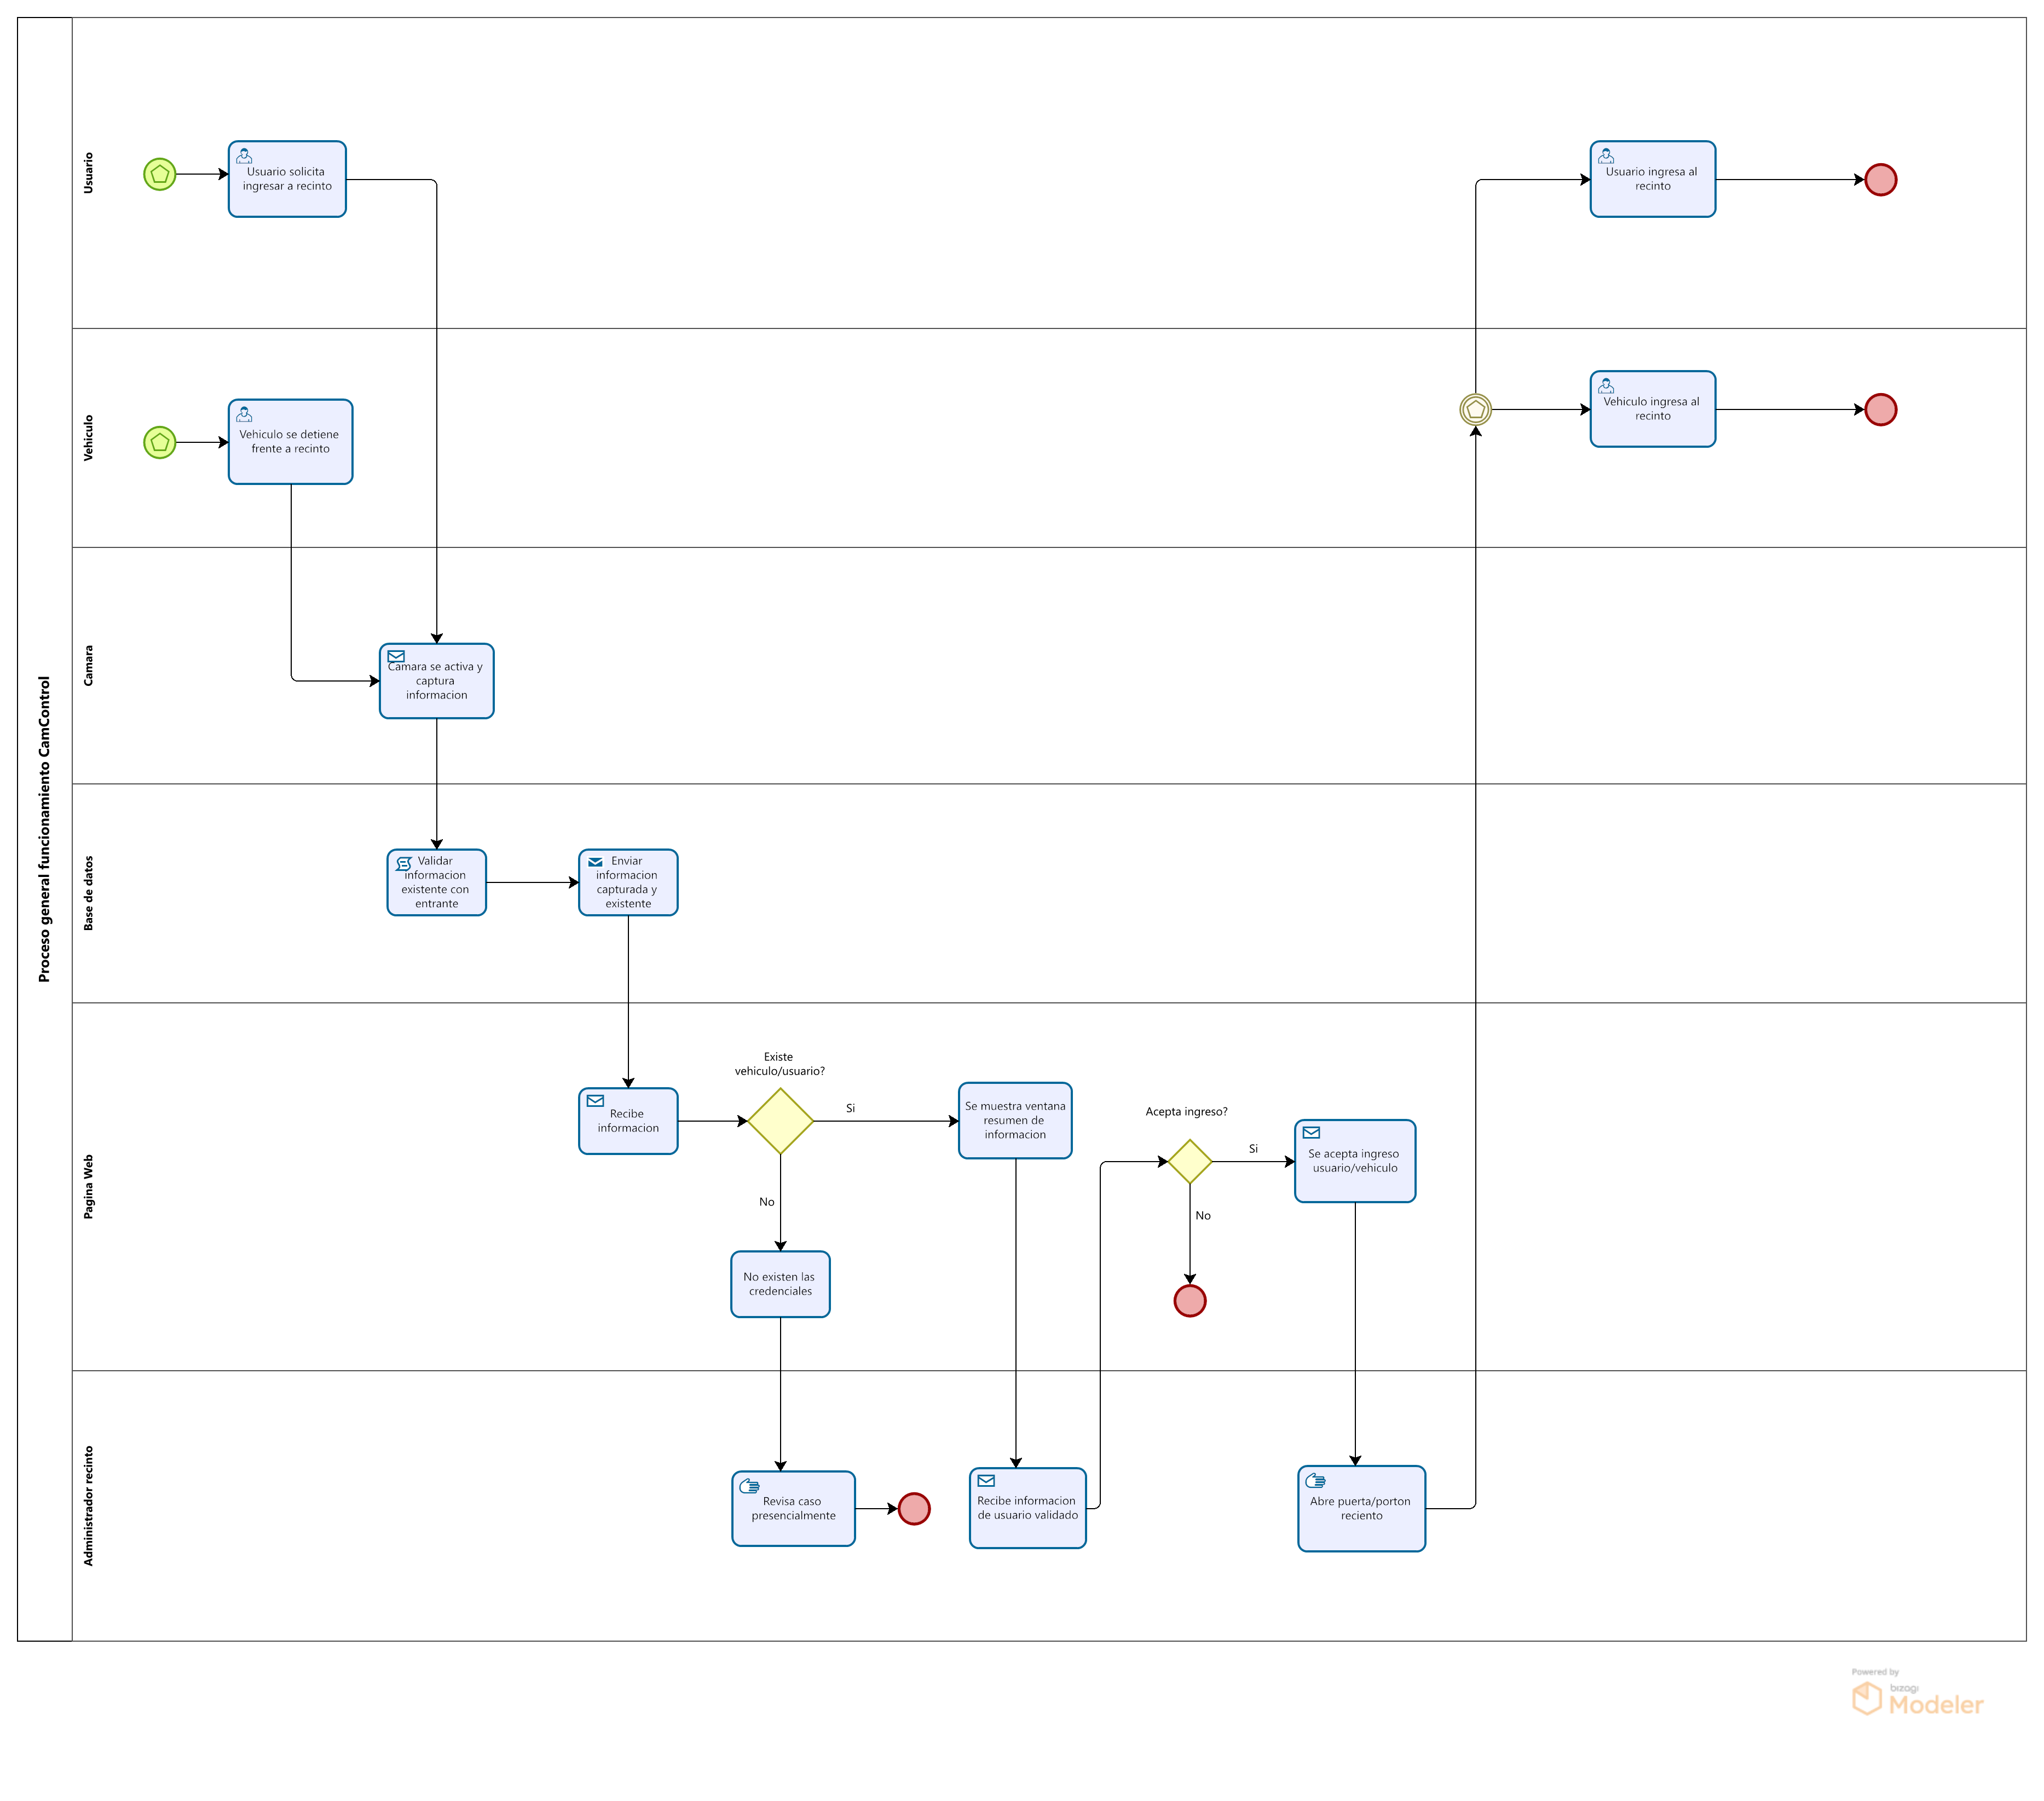 Proceso general funcionamiento CamControl
Usuario
Usuario solicita
ingresar a recinto
Usuario ingresa al
recinto
Vehiculo
Vehiculo se detiene
frente a recinto
Vehiculo ingresa al
recinto
Camara
Camara se activa y
captura
informacion
Base de datos
Validar
informacion
existente con
entrante
Enviar
informacion
capturada y
existente
Pagina Web
Recibe
informacion
Existe
vehiculo/usuario?
Si
No
No existen las
credenciales
Se muestra ventana
resumen de
informacion
Acepta ingreso?
Si
No
Se acepta ingreso
usuario/vehiculo
Administrador recinto
Revisa caso
presencialmente
Recibe informacion
de usuario validado
Abre puerta/porton
reciento
Powered by
bizagi
Modeler